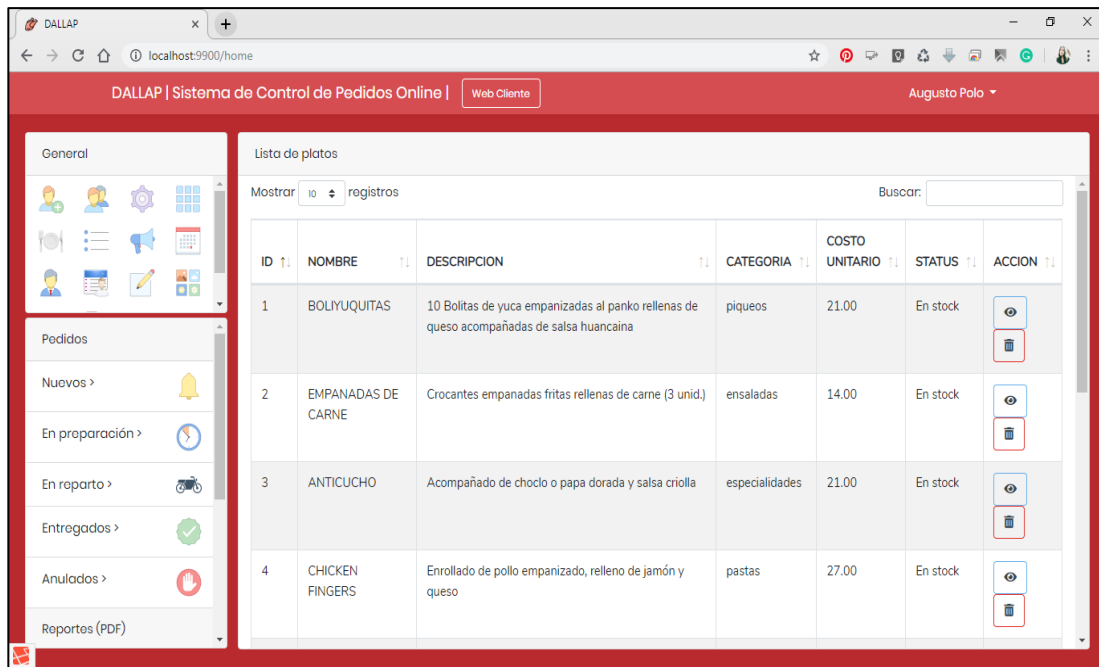 DALLAP
localhost:9900/home
DALLAP | Sistema de Control de Pedidos Online |
Web Cliente
Augusto Polo
General
Pedidos
Nuevos >
En preparación >
En reparto >
Entregados >
Anulados >
Reportes (PDF)
Lista de platos
Mostrar 10 registros
Buscar:
ID NOMBRE DESCRIPCION CATEGORIA COSTO UNITARIO STATUS ACCION
1 BOLIYUQUITAS 10 Bolitas de yuca empanizadas al panko rellenas de queso acompañadas de salsa huancaina piqueos 21.00 En stock
2 EMPANADAS DE CARNE Crocantes empanadas fritas rellenas de carne (3 unid.) ensaladas 14.00 En stock
3 ANTICUCHO Acompañado de choclo o papa dorada y salsa criolla especialidades 21.00 En stock
4 CHICKEN FINGERS Enrollado de pollo empanizado, relleno de jamón y queso pastas 27.00 En stock